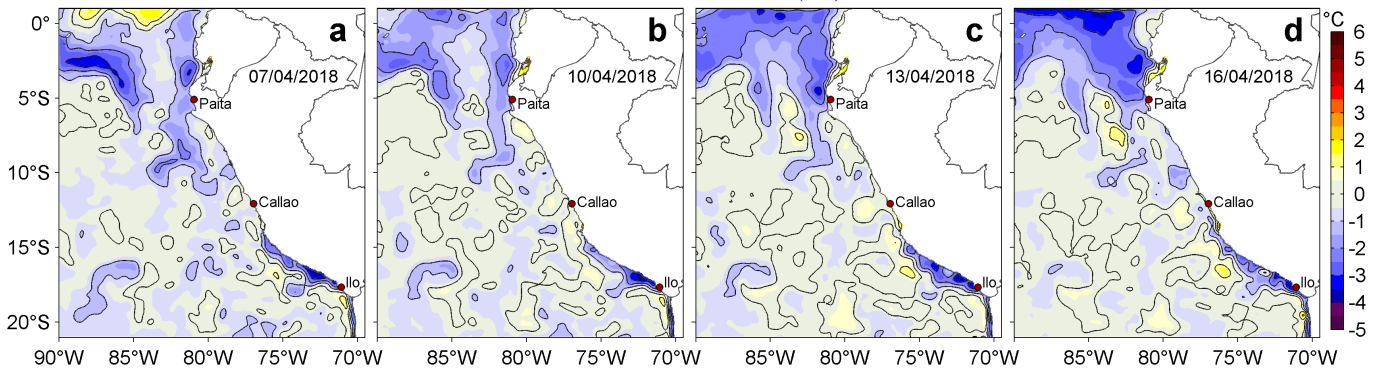 a
b
c
d
°C
07/04/2018
10/04/2018
13/04/2018
16/04/2018
0°
5°S
10°S
15°S
20°S
Paita
Callao
Ilo
Paita
Callao
Ilo
Paita
Callao
Ilo
Paita
Callao
Ilo
90°W 85°W 80°W 75°W 70°W
85°W 80°W 75°W 70°W
85°W 80°W 75°W 70°W
85°W 80°W 75°W 70°W
6
5
4
3
2
1
0
-1
-2
-3
-4
-5